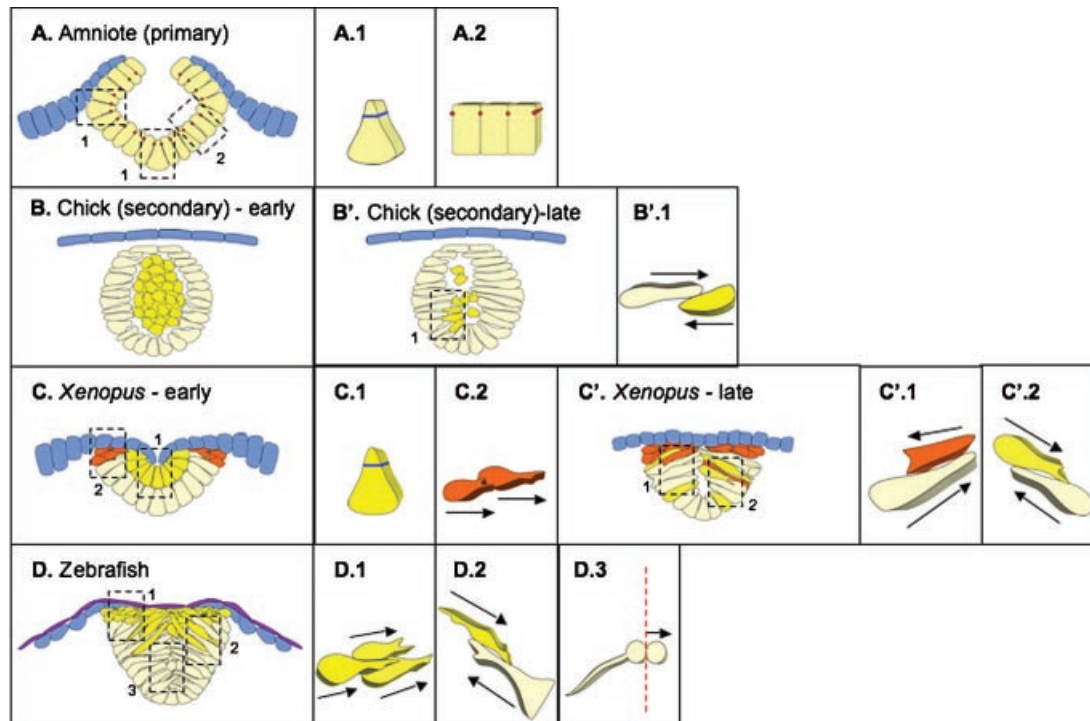 A. Amniote (primary)
A.1
A.2
1
1
2
B. Chick (secondary) - early
B'. Chick (secondary)-late
B'.1
1
C. Xenopus - early
C.1
C.2
C'. Xenopus - late
C'.1
C'.2
1
2
1
2
D. Zebrafish
D.1
D.2
D.3
1
2
3